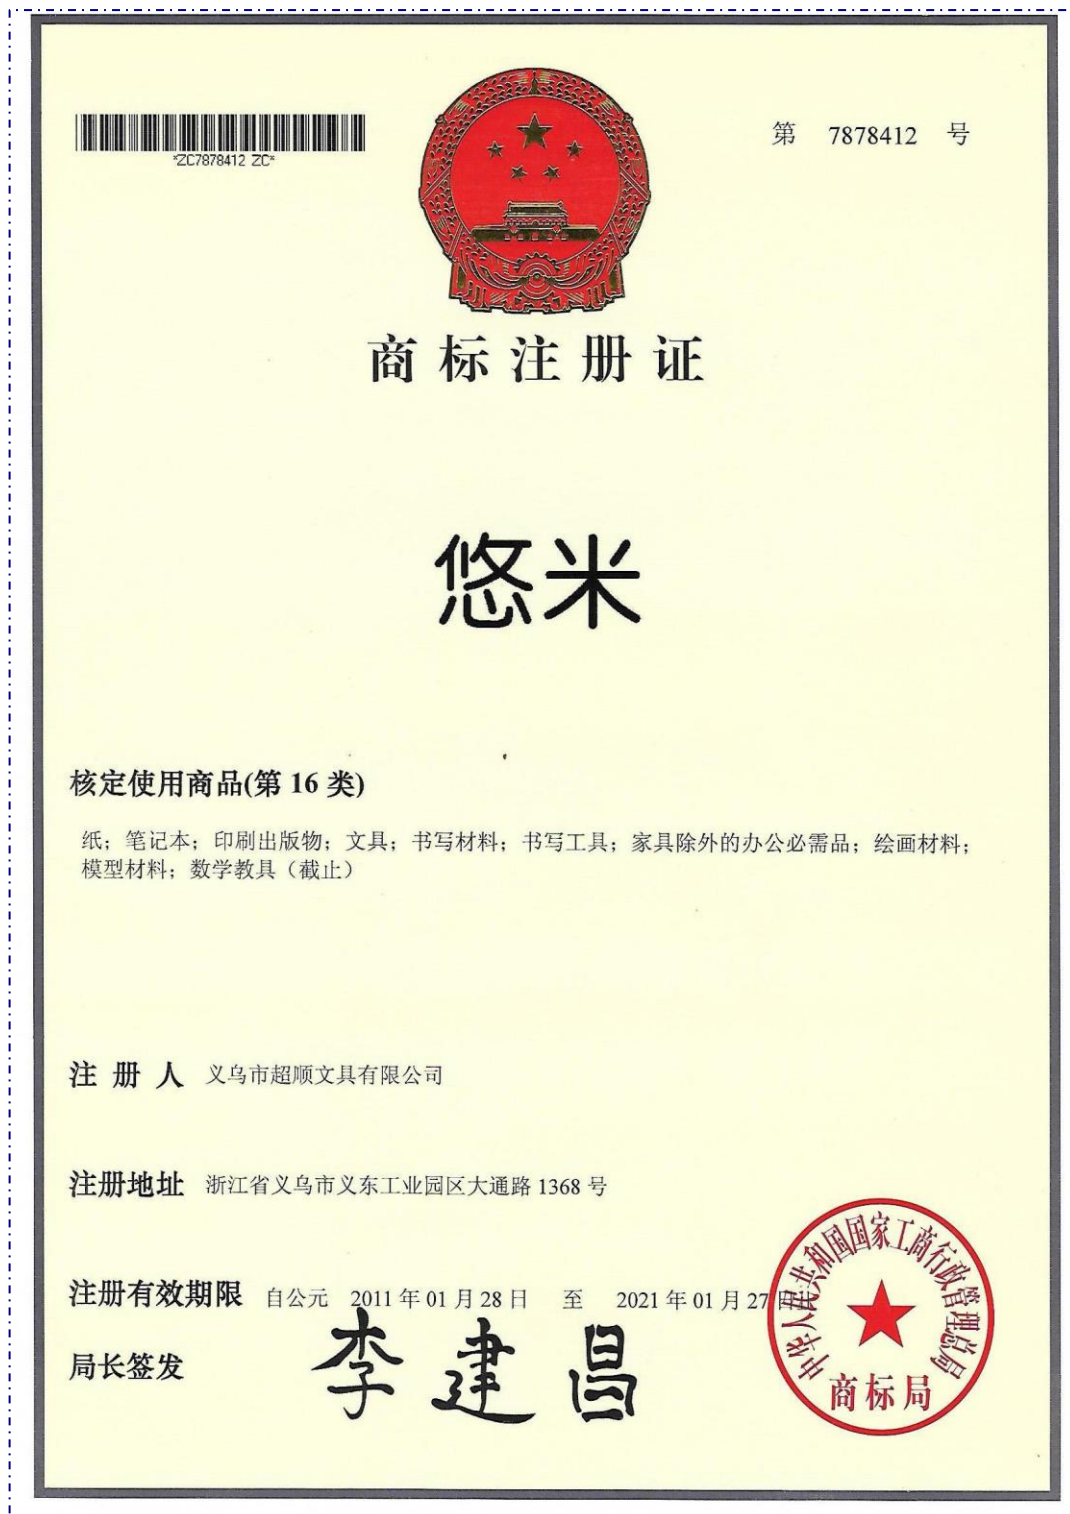 *ZC7878412 ZC*
第 7878412 号
商标注册证
悠米
核定使用商品(第 16 类)
纸；笔记本；印刷出版物；文具；书写材料；书写工具；家具除外的办公必需品；绘画材料；
模型材料；数学教具（截止）
注 册 人 义乌市超顺文具有限公司
注册地址 浙江省义乌市义东工业园区大通路 1368 号
注册有效期限 自公元 2011 年 01 月 28 日 至 2021 年 01 月 27 日止
局长签发 李建昌
中华人民共和国国家工商行政管理总局
商标局